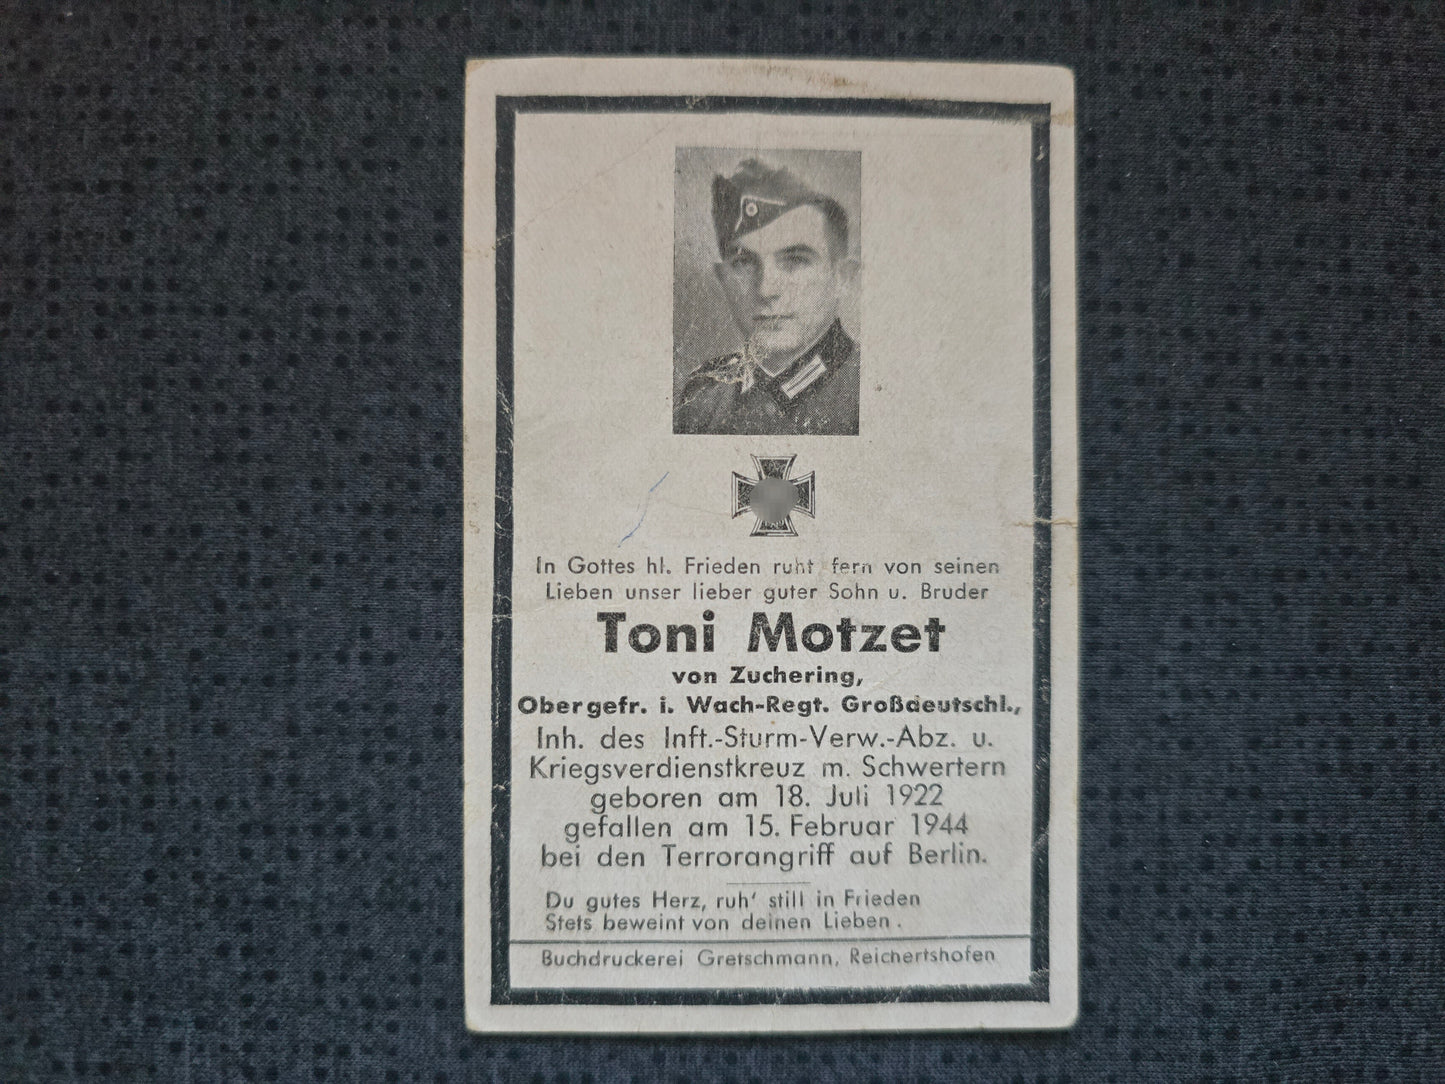 In Gottes hl. Frieden ruht fern von seinen
Lieben unser lieber guter Sohn u. Bruder
Toni Motzet
von Zuchering,
Obergefr. i. Wach-Regt. Großdeutschl.,
Inh. des Inft.-Sturm-Verw.-Abz. u.
Kriegsverdienstkreuz m. Schwertern
geboren am 18. Juli 1922
gefallen am 15. Februar 1944
bei den Terrorangriff auf Berlin.
Du gutes Herz, ruh' still in Frieden
Stets beweint von deinen Lieben.
Buchdruckerei Gretschmann, Reichertshofen